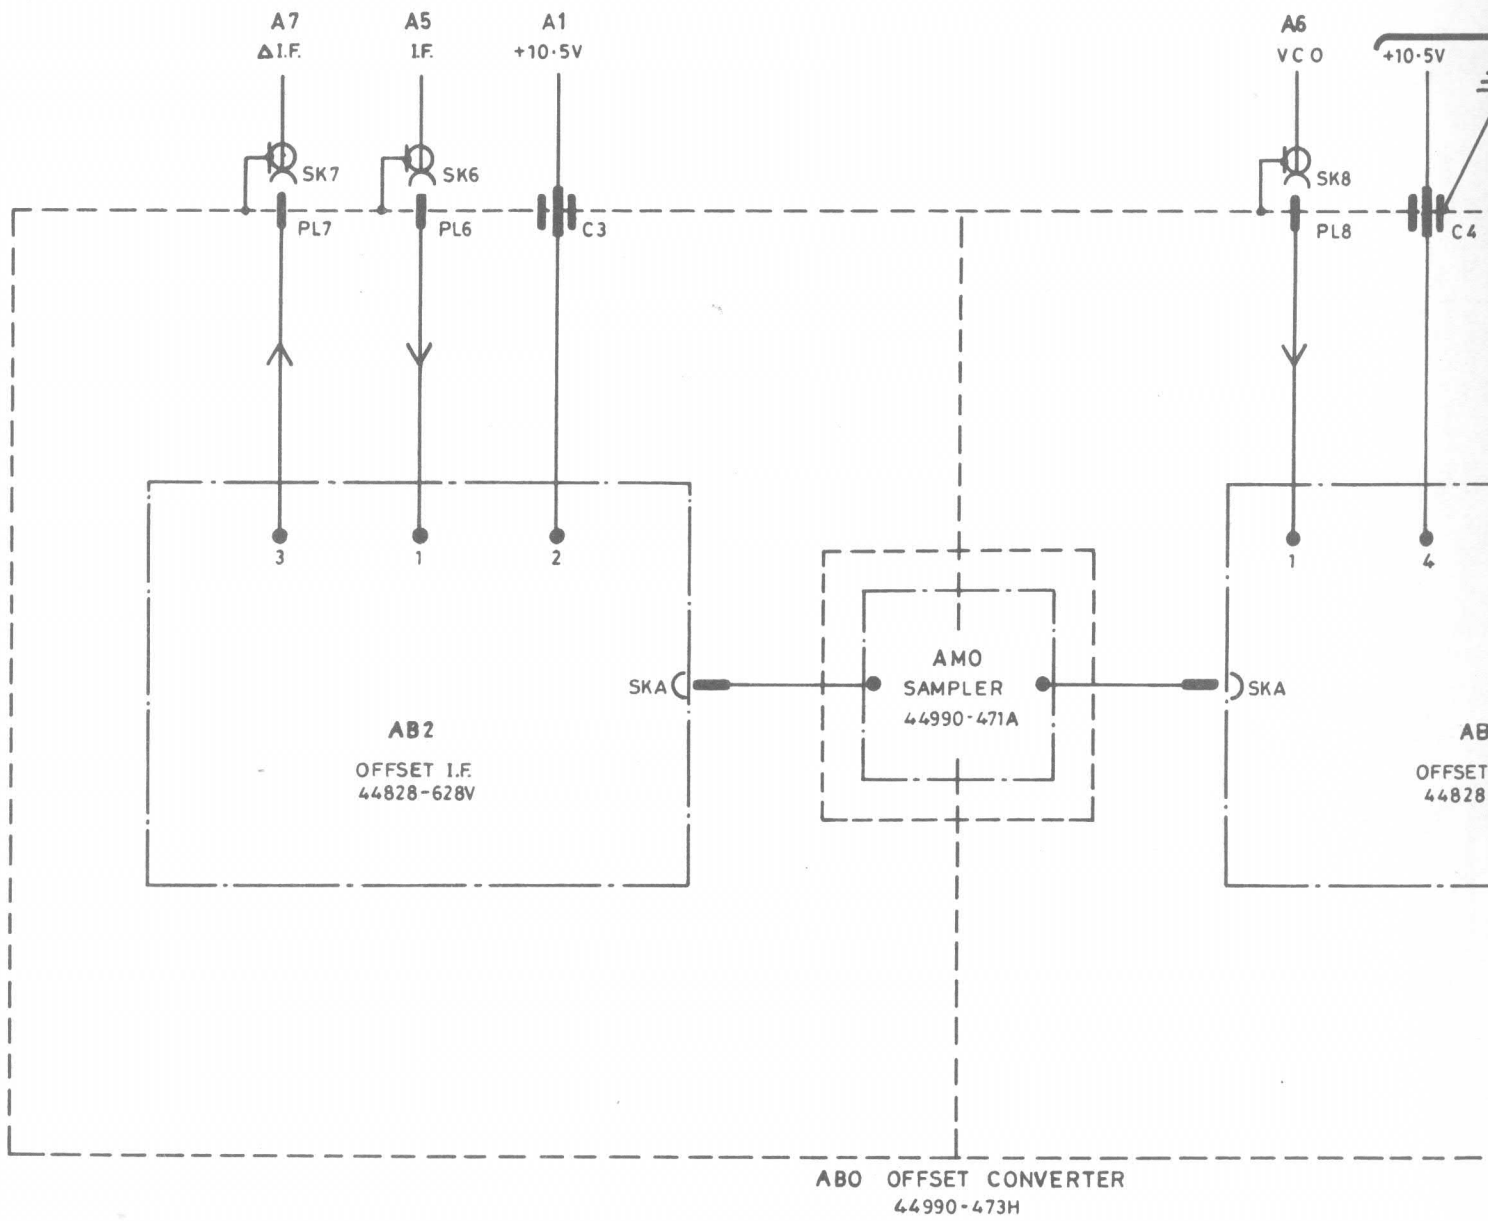 A7
ΔI.F.
A5
I.F.
A1
+10·5V
A6
VCO
+10·5V
SK7
SK6
SK8
PL7
PL6
C3
PL8
C4
3
1
2
1
4
AMO
SAMPLER
44990-471A
SKA
SKA
AB2
OFFSET I.F.
44828-628V
AB
OFFSET
44828
ABO OFFSET CONVERTER
44990-473H